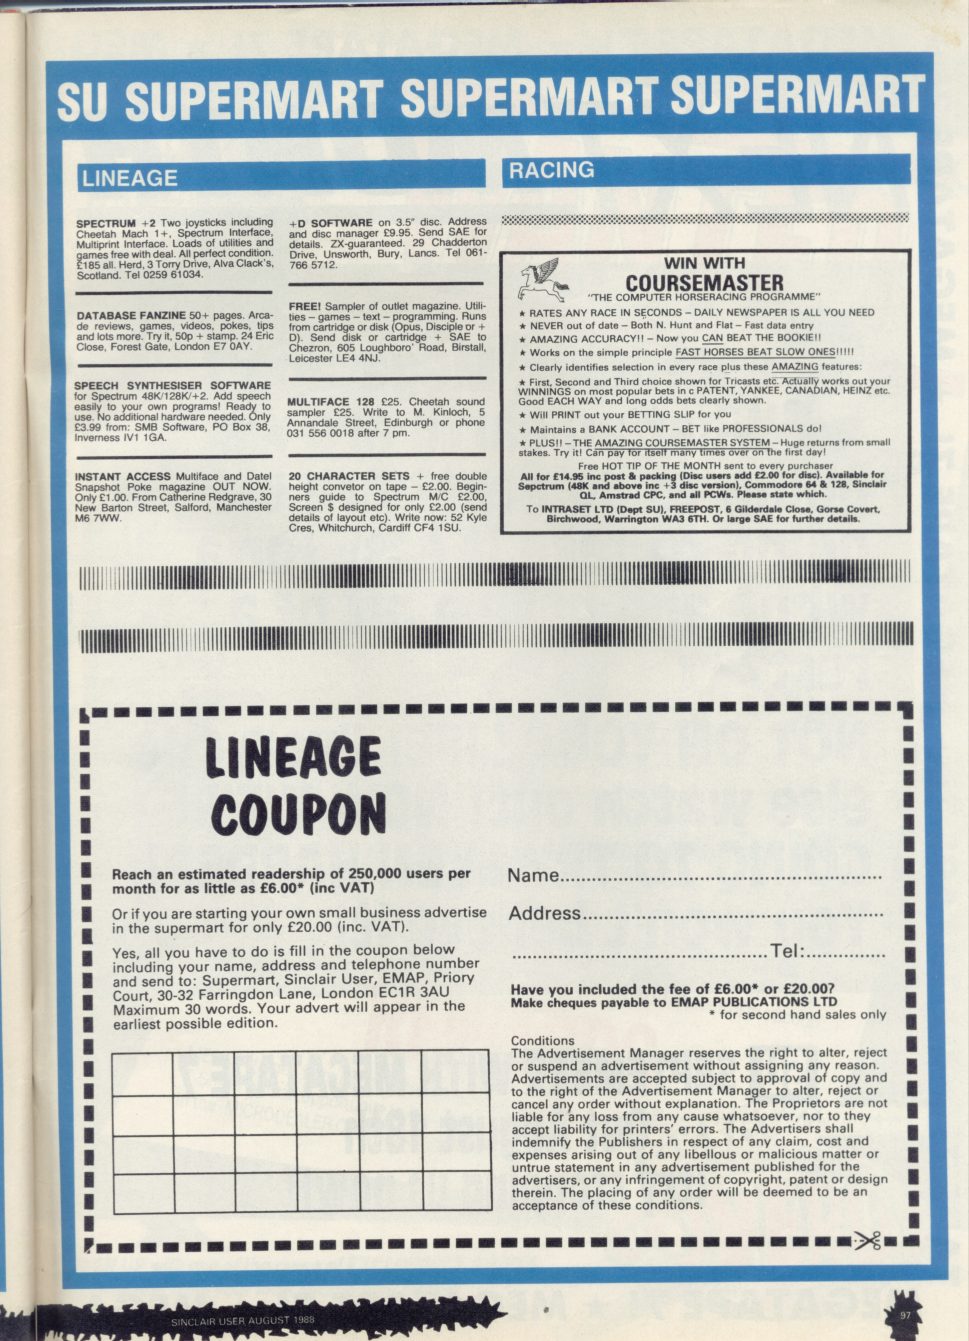 SU SUPERMART SUPERMART SUPERMART
LINEAGE
SPECTRUM +2 Two joysticks including
Cheetah Mach 1+, Spectrum Interface,
Multiprint Interface. Loads of utilities and
games free with deal. All perfect condition.
£185 all. Herd, 3 Torry Drive, Alva Clack's,
Scotland. Tel 0259 61034.
DATABASE FANZINE 50+ pages. Arca-
de reviews, games, videos, pokes, tips
and lots more. Try it, 50p + stamp. 24 Eric
Close, Forest Gate, London E7 0AY.
SPEECH SYNTHESISER SOFTWARE
for Spectrum 48K/128K/+2. Add speech
easily to your own programs! Ready to
use. No additional hardware needed. Only
£3.99 from: SMB Software, PO Box 38,
Inverness IV1 1GA.
INSTANT ACCESS Multiface and Datel
Snapshot Poke magazine OUT NOW.
Only £1.00. From Catherine Redgrave, 30
New Barton Street, Salford, Manchester
M6 7WW.
+D SOFTWARE on 3.5" disc. Address
and disc manager £9.95. Send SAE for
details. ZX-guaranteed. 29 Chadderton
Drive, Unsworth, Bury, Lancs. Tel 061-
766 5712.
FREE! Sampler of outlet magazine. Utili-
ties – games – text – programming. Runs
from cartridge or disk (Opus, Disciple or +
D). Send disk or cartridge + SAE to
Chezron, 605 Loughboro' Road, Birstall,
Leicester LE4 4NJ.
MULTIFACE 128 £25. Cheetah sound
sampler £25. Write to M. Kinloch, 5
Annandale Street, Edinburgh or phone
031 556 0018 after 7 pm.
20 CHARACTER SETS + free double
height convetor on tape – £2.00. Begin-
ners guide to Spectrum M/C £2.00,
Screen $ designed for only £2.00 (send
details of layout etc). Write now: 52 Kyle
Cres, Whitchurch, Cardiff CF4 1SU.
RACING
WIN WITH
COURSEMASTER
"THE COMPUTER HORSERACING PROGRAMME"
★ RATES ANY RACE IN SECONDS – DAILY NEWSPAPER IS ALL YOU NEED
★ NEVER out of date – Both N. Hunt and Flat – Fast data entry
★ AMAZING ACCURACY!! – Now you CAN BEAT THE BOOKIE!!
★ Works on the simple principle FAST HORSES BEAT SLOW ONES!!!!!
★ Clearly identifies selection in every race plus these AMAZING features:
★ First, Second and Third choice shown for Tricasts etc. Actually works out your
WINNINGS on most popular bets in c PATENT, YANKEE, CANADIAN, HEINZ etc.
Good EACH WAY and long odds bets clearly shown.
★ Will PRINT out your BETTING SLIP for you
★ Maintains a BANK ACCOUNT – BET like PROFESSIONALS do!
★ PLUS!! – THE AMAZING COURSEMASTER SYSTEM – Huge returns from small
stakes. Try it! Can pay for itself many times over on the first day!
Free HOT TIP OF THE MONTH sent to every purchaser
All for £14.95 inc post & packing (Disc users add £2.00 for disc). Available for
Sepctrum (48K and above inc +3 disc version), Commodore 64 & 128, Sinclair
QL, Amstrad CPC, and all PCWs. Please state which.
To INTRASET LTD (Dept SU), FREEPOST, 6 Gilderdale Close, Gorse Covert,
Birchwood, Warrington WA3 6TH. Or large SAE for further details.
LINEAGE
COUPON
Reach an estimated readership of 250,000 users per
month for as little as £6.00* (inc VAT)
Or if you are starting your own small business advertise
in the supermart for only £20.00 (inc. VAT).
Yes, all you have to do is fill in the coupon below
including your name, address and telephone number
and send to: Supermart, Sinclair User, EMAP, Priory
Court, 30-32 Farringdon Lane, London EC1R 3AU
Maximum 30 words. Your advert will appear in the
earliest possible edition.
Name
Address
Tel:
Have you included the fee of £6.00* or £20.00?
Make cheques payable to EMAP PUBLICATIONS LTD
* for second hand sales only
Conditions
The Advertisement Manager reserves the right to alter, reject
or suspend an advertisement without assigning any reason.
Advertisements are accepted subject to approval of copy and
to the right of the Advertisement Manager to alter, reject or
cancel any order without explanation. The Proprietors are not
liable for any loss from any cause whatsoever, nor to they
accept liability for printers' errors. The Advertisers shall
indemnify the Publishers in respect of any claim, cost and
expenses arising out of any libellous or malicious matter or
untrue statement in any advertisement published for the
advertisers, or any infringement of copyright, patent or design
therein. The placing of any order will be deemed to be an
acceptance of these conditions.
SINCLAIR USER AUGUST 1988
97